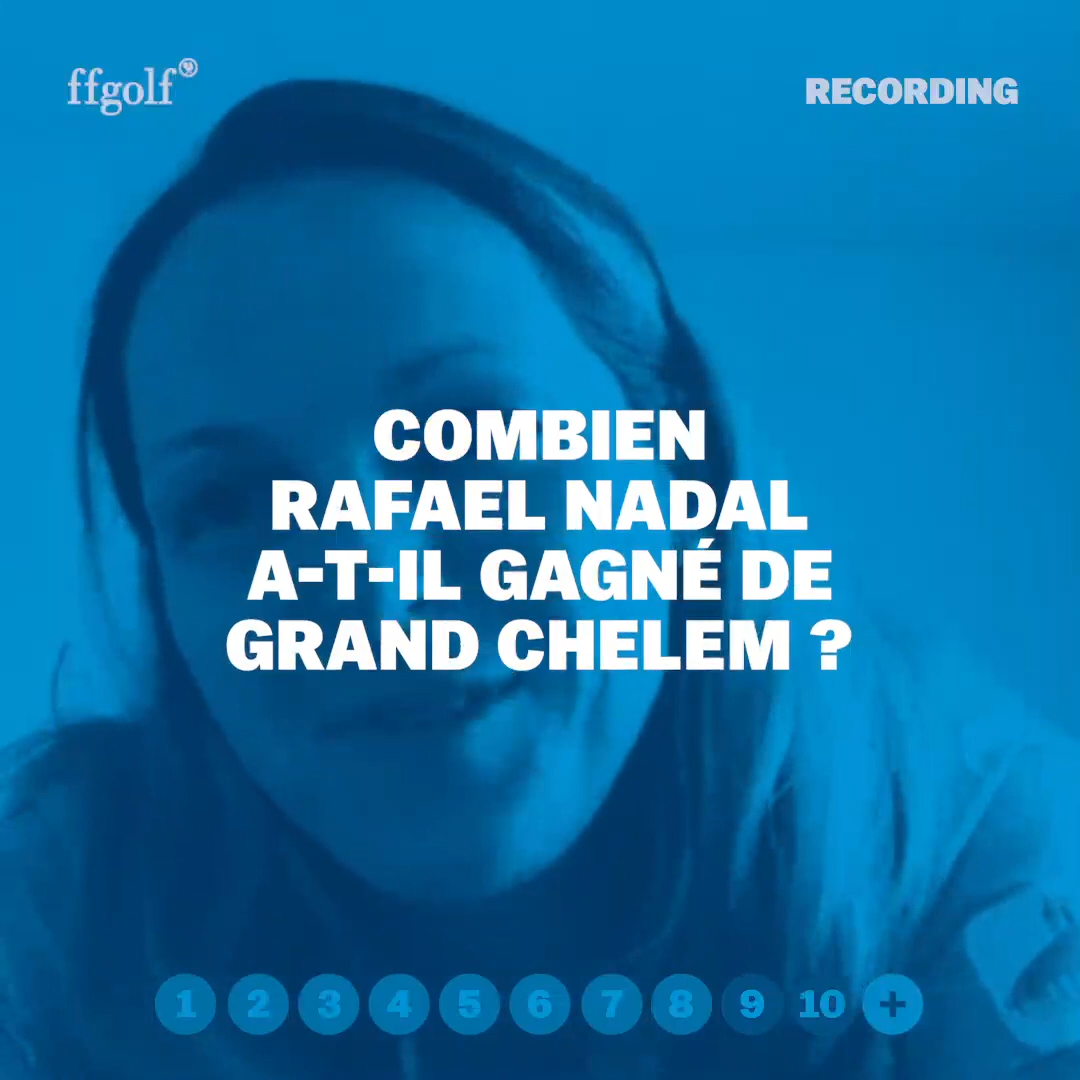 ffgolf
RECORDING
COMBIEN
RAFAEL NADAL
A-T-IL GAGNÉ DE
GRAND CHELEM ?
1 2 3 4 5 6 7 8 9 10 +